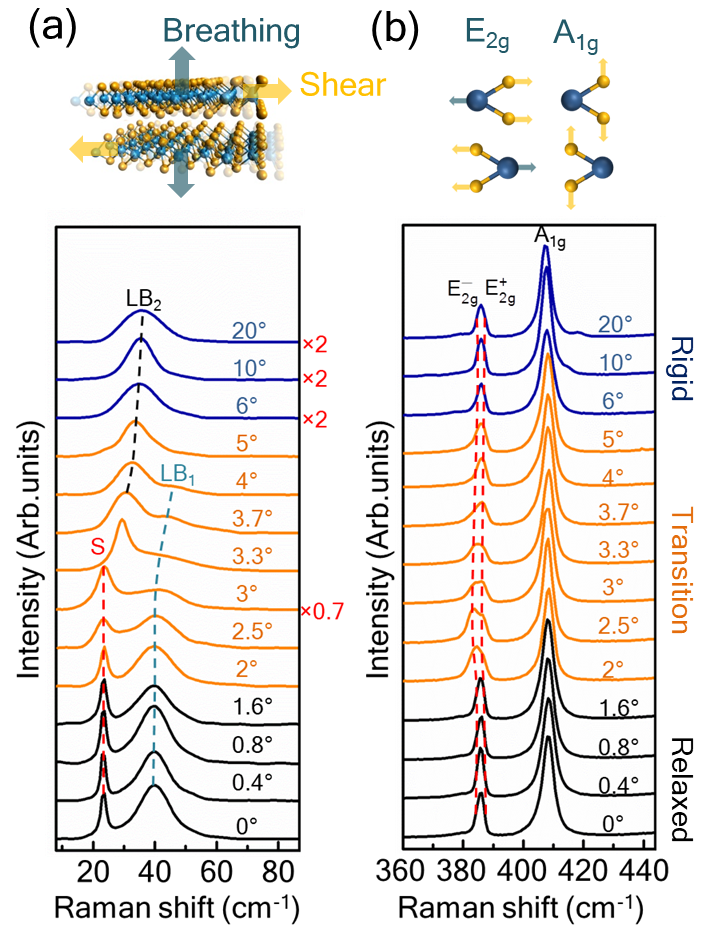 (a)
Breathing
Shear
(b)
E2g A1g
Intensity (Arb.units)
LB2
LB1
S
20°
×2
10°
×2
6°
×2
5°
4°
3.7°
3.3°
3°
×0.7
2.5°
2°
1.6°
0.8°
0.4°
0°
20 40 60 80
Raman shift (cm⁻¹)
Intensity (Arb.units)
A1g
E⁻2g E⁺2g
20°
10°
6°
5°
4°
3.7°
3.3°
3°
2.5°
2°
1.6°
0.8°
0.4°
0°
Rigid
Transition
Relaxed
360 380 400 420 440
Raman shift (cm⁻¹)